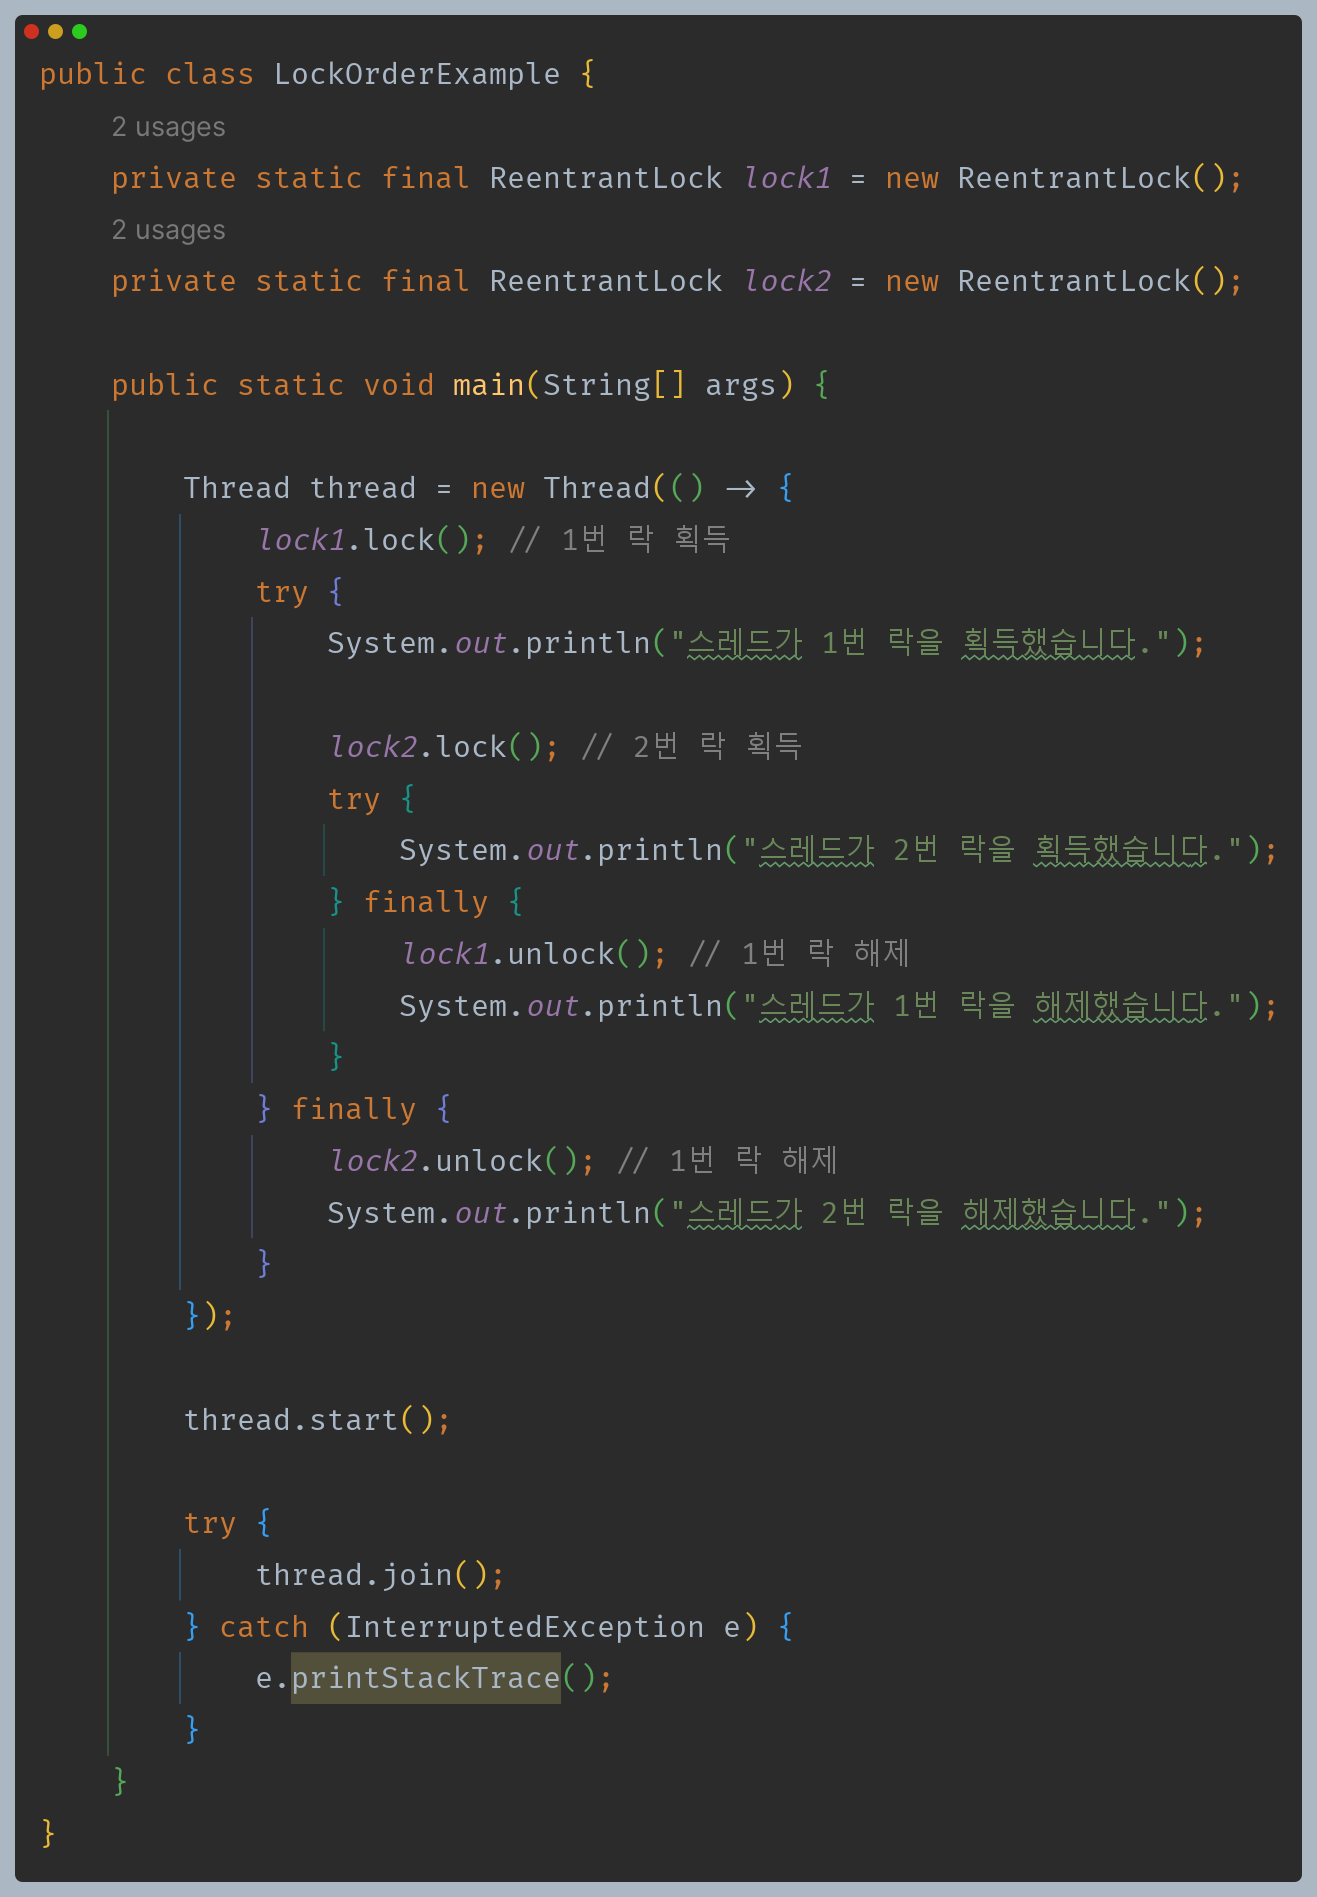 public class LockOrderExample {
2 usages
private static final ReentrantLock lock1 = new ReentrantLock();
2 usages
private static final ReentrantLock lock2 = new ReentrantLock();
public static void main(String[] args) {
Thread thread = new Thread(() -> {
lock1.lock(); // 1번 락 획득
try {
System.out.println("스레드가 1번 락을 획득했습니다.");
lock2.lock(); // 2번 락 획득
try {
System.out.println("스레드가 2번 락을 획득했습니다.");
} finally {
lock1.unlock(); // 1번 락 해제
System.out.println("스레드가 1번 락을 해제했습니다.");
}
} finally {
lock2.unlock(); // 1번 락 해제
System.out.println("스레드가 2번 락을 해제했습니다.");
}
});
thread.start();
try {
thread.join();
} catch (InterruptedException e) {
e.printStackTrace();
}
}
}